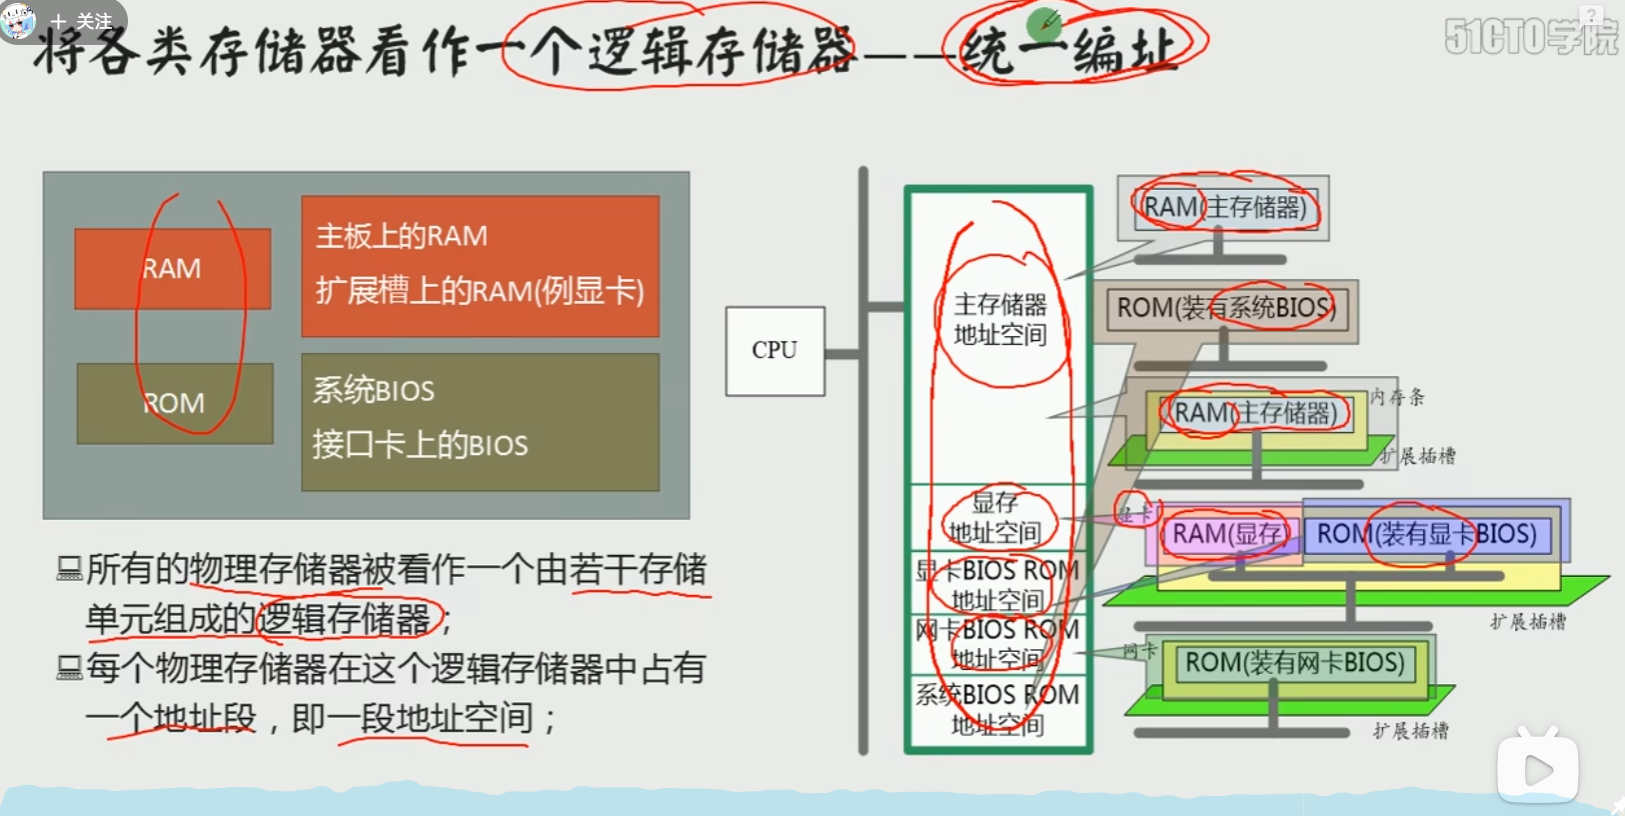 + 关注
将各类存储器看作一个逻辑存储器——统一编址
51CTO学院
?
RAM
主板上的RAM
扩展槽上的RAM(例显卡)
ROM
系统BIOS
接口卡上的BIOS
所有的物理存储器被看作一个由若干存储
单元组成的逻辑存储器；
每个物理存储器在这个逻辑存储器中占有
一个地址段，即一段地址空间；
CPU
主存储器
地址空间
显存
地址空间
显卡BIOS ROM
地址空间
网卡BIOS ROM
地址空间
系统BIOS ROM
地址空间
RAM(主存储器)
ROM(装有系统BIOS)
RAM(主存储器)
内存条
扩展插槽
显卡
RAM(显存)
ROM(装有显卡BIOS)
扩展插槽
网卡
ROM(装有网卡BIOS)
扩展插槽